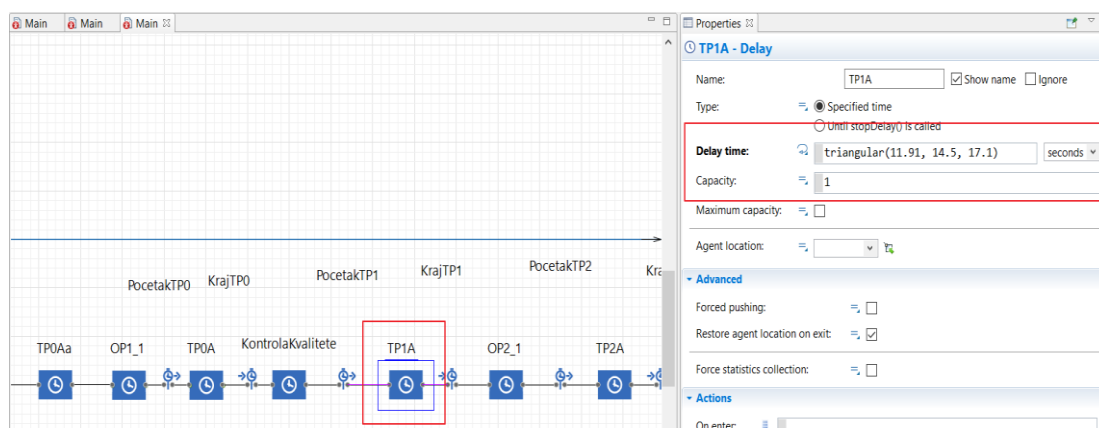 Main Main Main
Properties
TP1A - Delay
Name: TP1A Show name Ignore
Type: Specified time
Until stopDelay() is called
Delay time: triangular(11.91, 14.5, 17.1) seconds
Capacity: 1
Maximum capacity:
Agent location:
Advanced
Forced pushing:
Restore agent location on exit:
Force statistics collection:
Actions
On enter:
PocetakTP0 KrajTP0 PocetakTP1 KrajTP1 PocetakTP2 Kra
TP0Aa OP1_1 TP0A KontrolaKvalitete TP1A OP2_1 TP2A